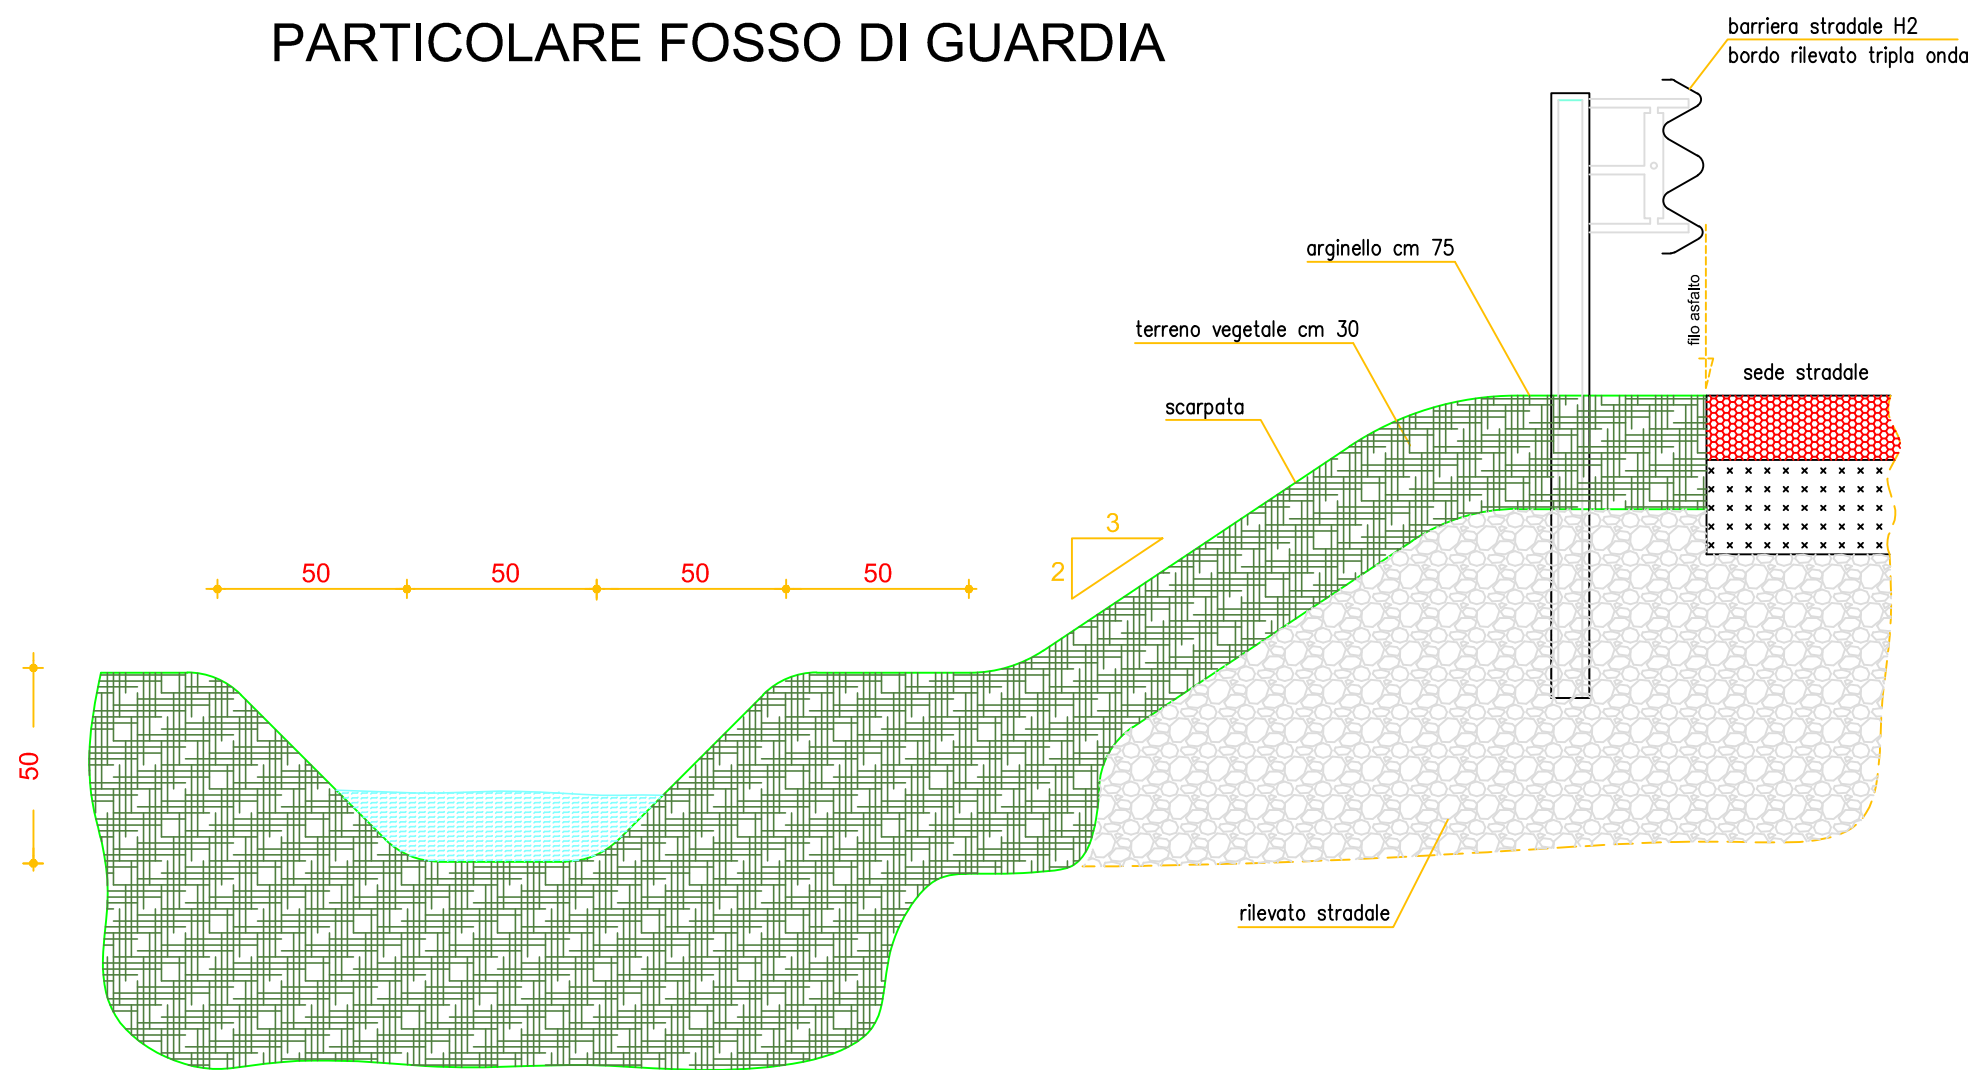 PARTICOLARE FOSSO DI GUARDIA
barriera stradale H2
bordo rilevato tripla onda
arginello cm 75
filo asfalto
terreno vegetale cm 30
sede stradale
scarpata
3
2
50 50 50 50
50
rilevato stradale